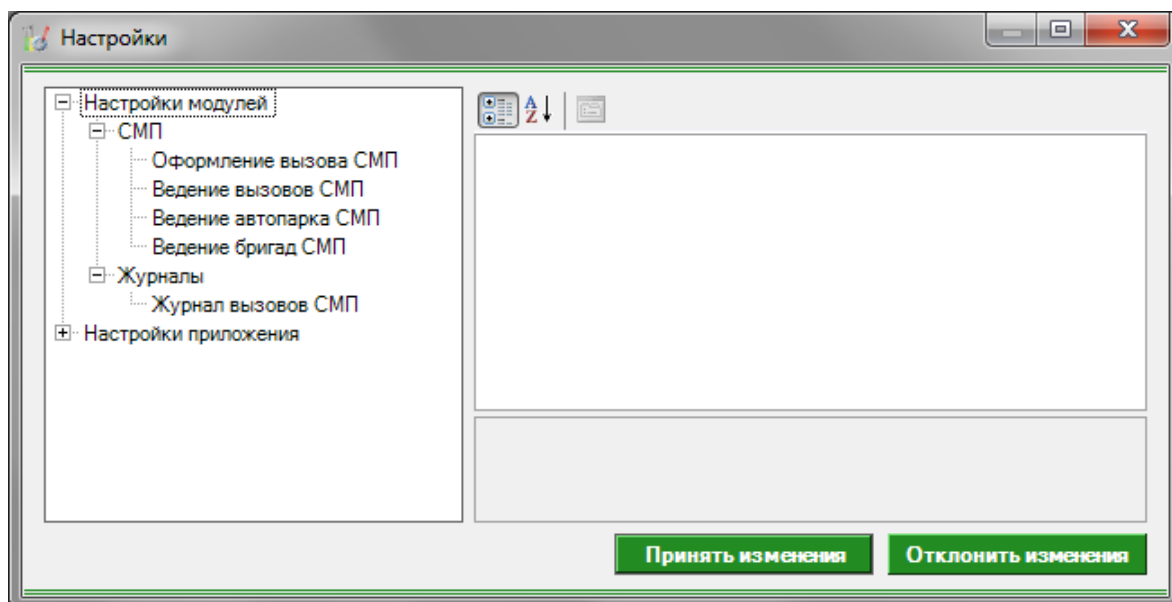 Настройки
Настройки модулей
СМП
Оформление вызова СМП
Ведение вызовов СМП
Ведение автопарка СМП
Ведение бригад СМП
Журналы
Журнал вызовов СМП
Настройки приложения
A
Z
Принять изменения
Отклонить изменения